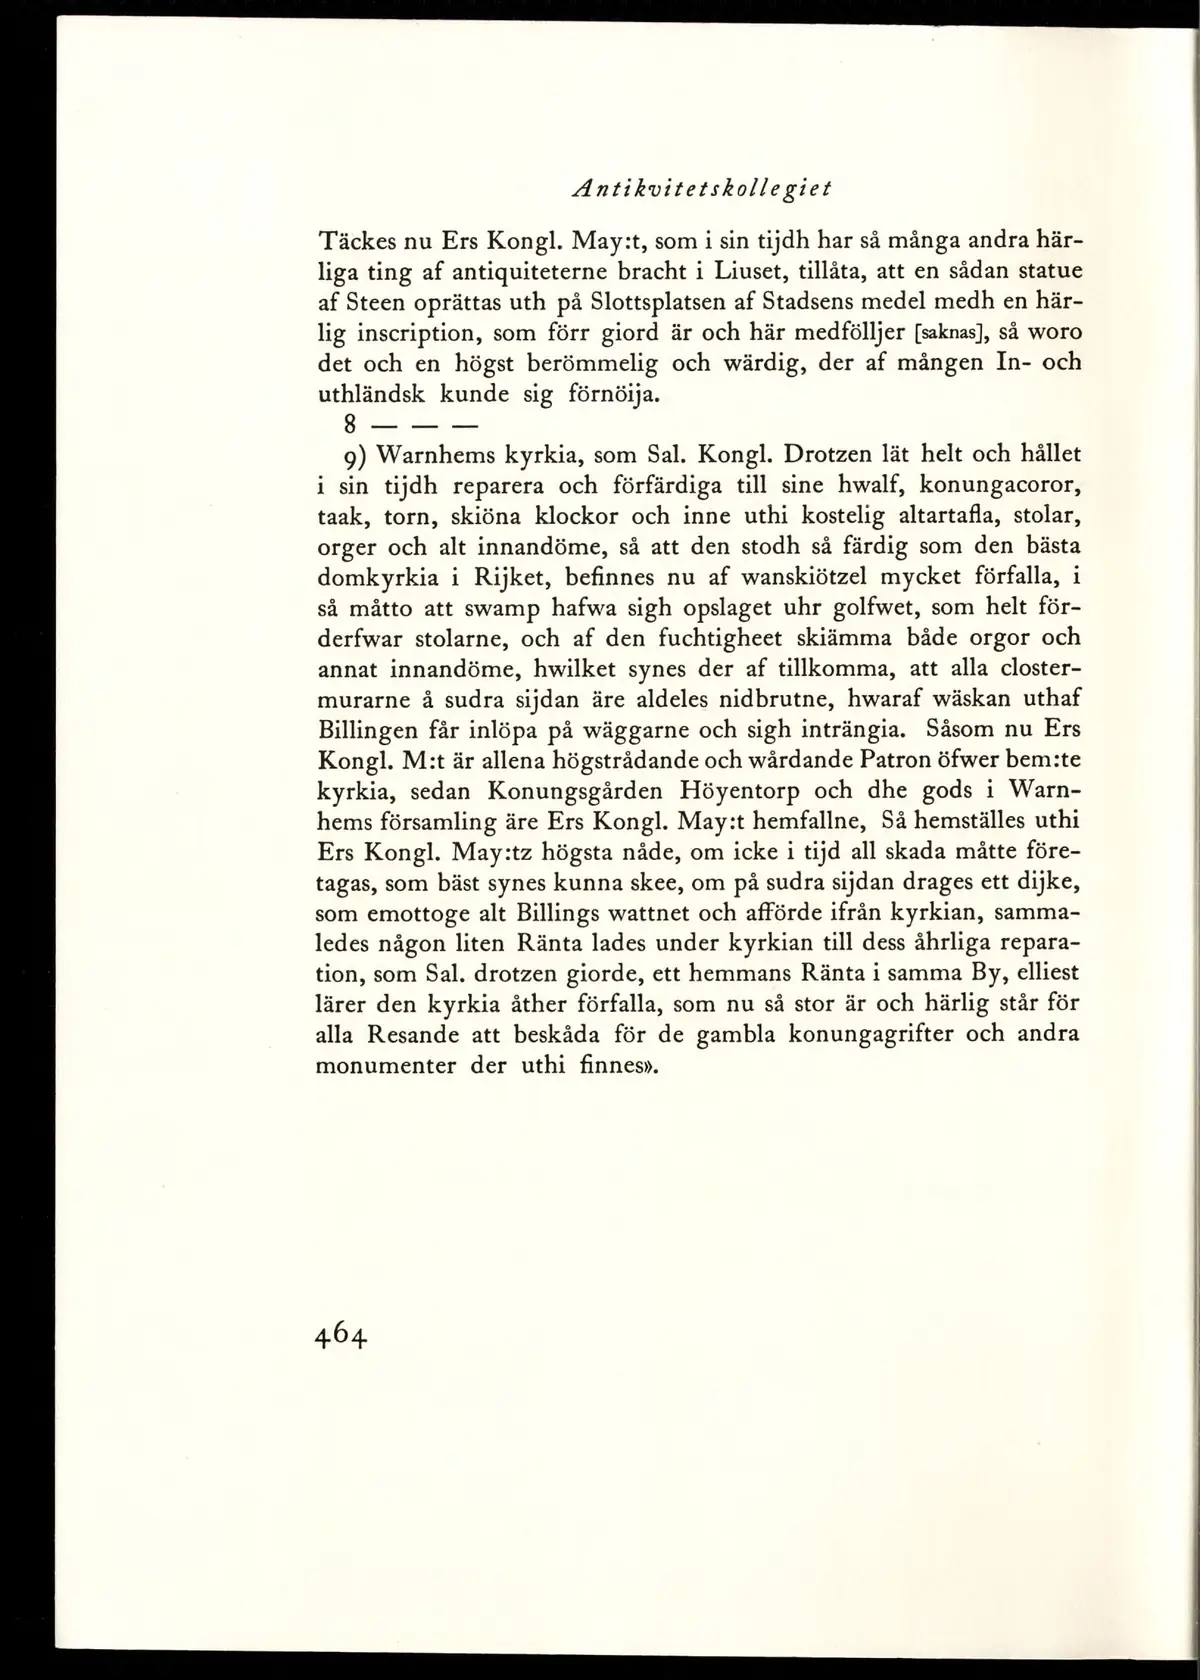 Antikvitetskollegiet
Täckes nu Ers Kongl. May:t, som i sin tijdh har så många andra här-
liga ting af antiquiteterne bracht i Liuset, tillåta, att en sådan statue
af Steen oprättas uth på Slottsplatsen af Stadsens medel medh en här-
lig inscription, som förr giord är och här medfölljer [saknas], så woro
det och en högst berömmelig och wärdig, der af mången In- och
uthländsk kunde sig förnöija.
8 — — —
9) Warnhems kyrkia, som Sal. Kongl. Drotzen lät helt och hållet
i sin tijdh reparera och förfärdiga till sine hwalf, konungacoror,
taak, torn, skiöna klockor och inne uthi kostelig altartafla, stolar,
orger och alt innandöme, så att den stodh så färdig som den bästa
domkyrkia i Rijket, befinnes nu af wanskiötzel mycket förfalla, i
så måtto att swamp hafwa sigh opslaget uhr golfwet, som helt för-
derfwar stolarne, och af den fuchtigheet skiämma både orgor och
annat innandöme, hwilket synes der af tillkomma, att alla closter-
murarne å sudra sijdan äre aldeles nidbrutne, hwaraf wäskan uthaf
Billingen får inlöpa på wäggarne och sigh inträngia. Såsom nu Ers
Kongl. M:t är allena högstrådande och wårdande Patron öfwer bem:te
kyrkia, sedan Konungsgården Höyentorp och dhe gods i Warn-
hems församling äre Ers Kongl. May:t hemfallne, Så hemställes uthi
Ers Kongl. May:tz högsta nåde, om icke i tijd all skada måtte före-
tagas, som bäst synes kunna skee, om på sudra sijdan drages ett dijke,
som emottoge alt Billings wattnet och afförde ifrån kyrkian, samma-
ledes någon liten Ränta lades under kyrkian till dess åhrliga repara-
tion, som Sal. drotzen giorde, ett hemmans Ränta i samma By, elliest
lärer den kyrkia åther förfalla, som nu så stor är och härlig står för
alla Resande att beskåda för de gambla konungagrifter och andra
monumenter der uthi finnes».
464